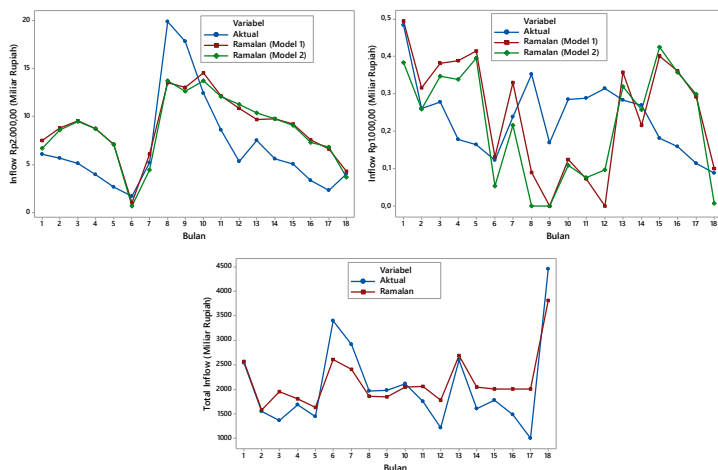 Inflow Rp2.000,00 (Miliar Rupiah)
20
15
10
5
0
Variabel
Aktual
Ramalan (Model 1)
Ramalan (Model 2)
1 2 3 4 5 6 7 8 9 10 11 12 13 14 15 16 17 18
Bulan
Inflow Rp1.000,00 (Miliar Rupiah)
0,5
0,4
0,3
0,2
0,1
0,0
Variabel
Aktual
Ramalan (Model 1)
Ramalan (Model 2)
1 2 3 4 5 6 7 8 9 10 11 12 13 14 15 16 17 18
Bulan
Total Inflow (Miliar Rupiah)
4500
4000
3500
3000
2500
2000
1500
1000
Variabel
Aktual
Ramalan
1 2 3 4 5 6 7 8 9 10 11 12 13 14 15 16 17 18
Bulan